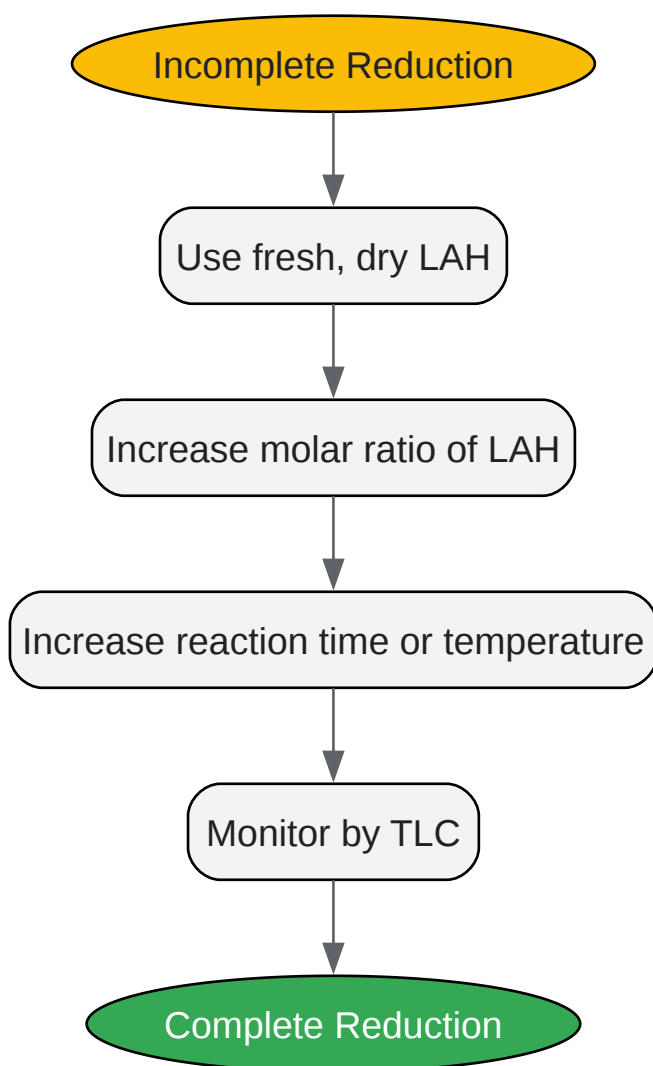 Incomplete Reduction
Use fresh, dry LAH
Increase molar ratio of LAH
Increase reaction time or temperature
Monitor by TLC
Complete Reduction